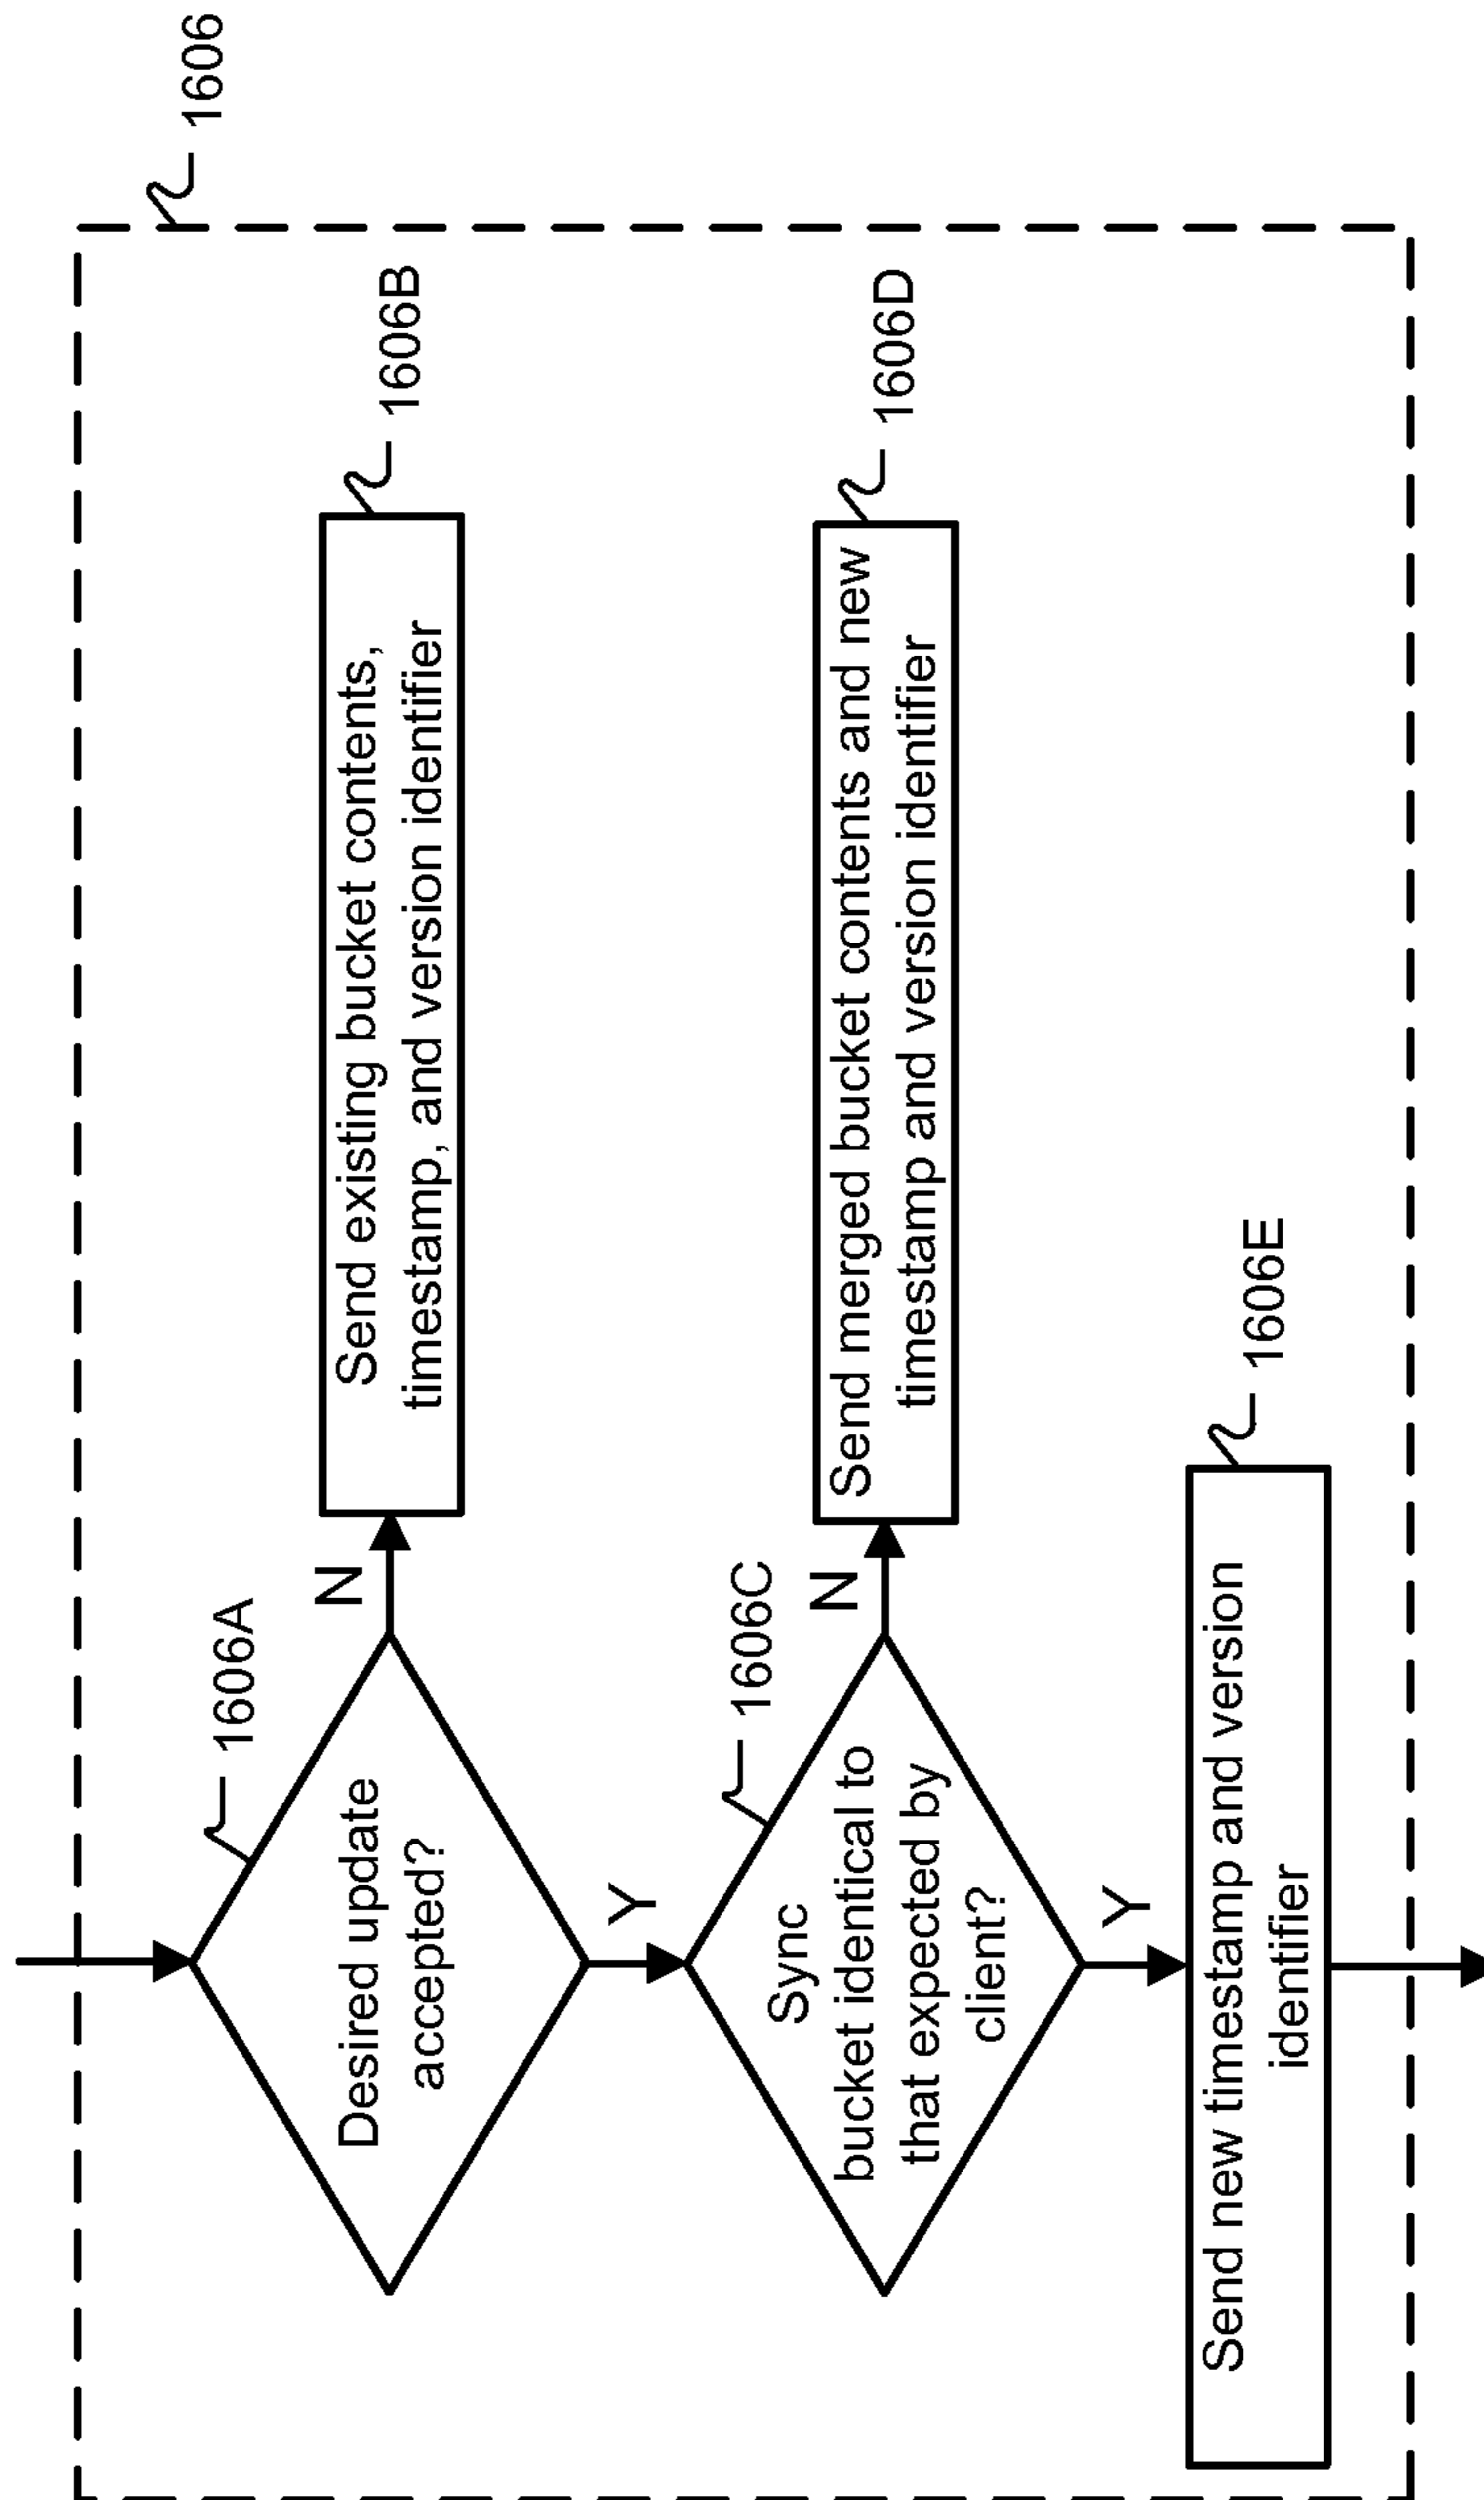 1606
1606A
Desired update
accepted?
N
1606B
Send existing bucket contents,
timestamp, and version identifier
Y
1606C
Sync
bucket identical to
that expected by
client?
N
1606D
Send merged bucket contents and new
timestamp and version identifier
Y
1606E
Send new timestamp and version
identifier